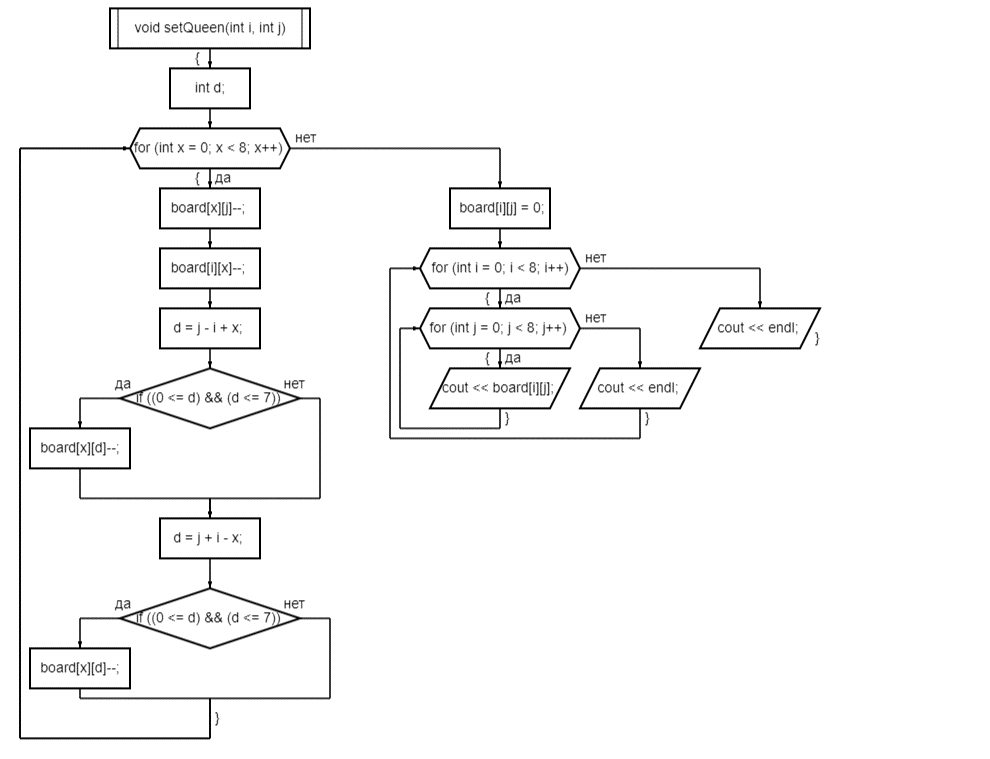 void setQueen(int i, int j)
{
int d;
for (int x = 0; x < 8; x++)
нет
{ да
board[x][j]--;
board[i][x]--;
d = j - i + x;
да
if ((0 <= d) && (d <= 7))
нет
board[x][d]--;
d = j + i - x;
да
if ((0 <= d) && (d <= 7))
нет
board[x][d]--;
}
board[i][j] = 0;
for (int i = 0; i < 8; i++)
нет
{ да
for (int j = 0; j < 8; j++)
нет
{ да
cout << board[i][j];
}
cout << endl;
}
cout << endl;
}